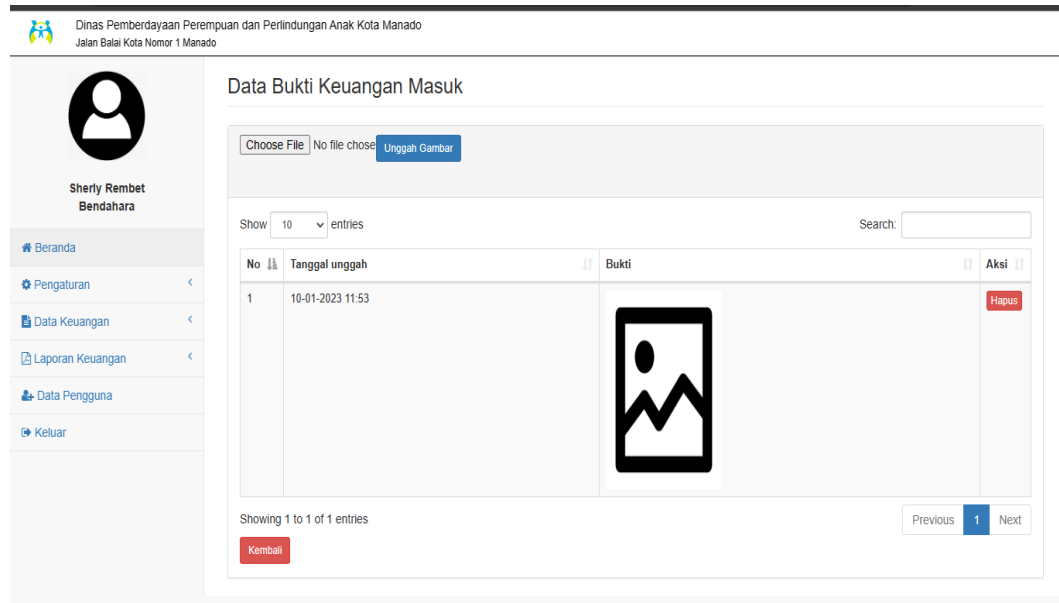 Dinas Pemberdayaan Perempuan dan Perlindungan Anak Kota Manado
Jalan Balai Kota Nomor 1 Manado
Sherly Rembet
Bendahara
Beranda
Pengaturan
Data Keuangan
Laporan Keuangan
Data Pengguna
Keluar
Data Bukti Keuangan Masuk
Choose File No file chose Unggah Gambar
Show 10 entries Search:
No Tanggal unggah Bukti Aksi
1 10-01-2023 11:53 Hapus
Showing 1 to 1 of 1 entries Previous 1 Next
Kembali